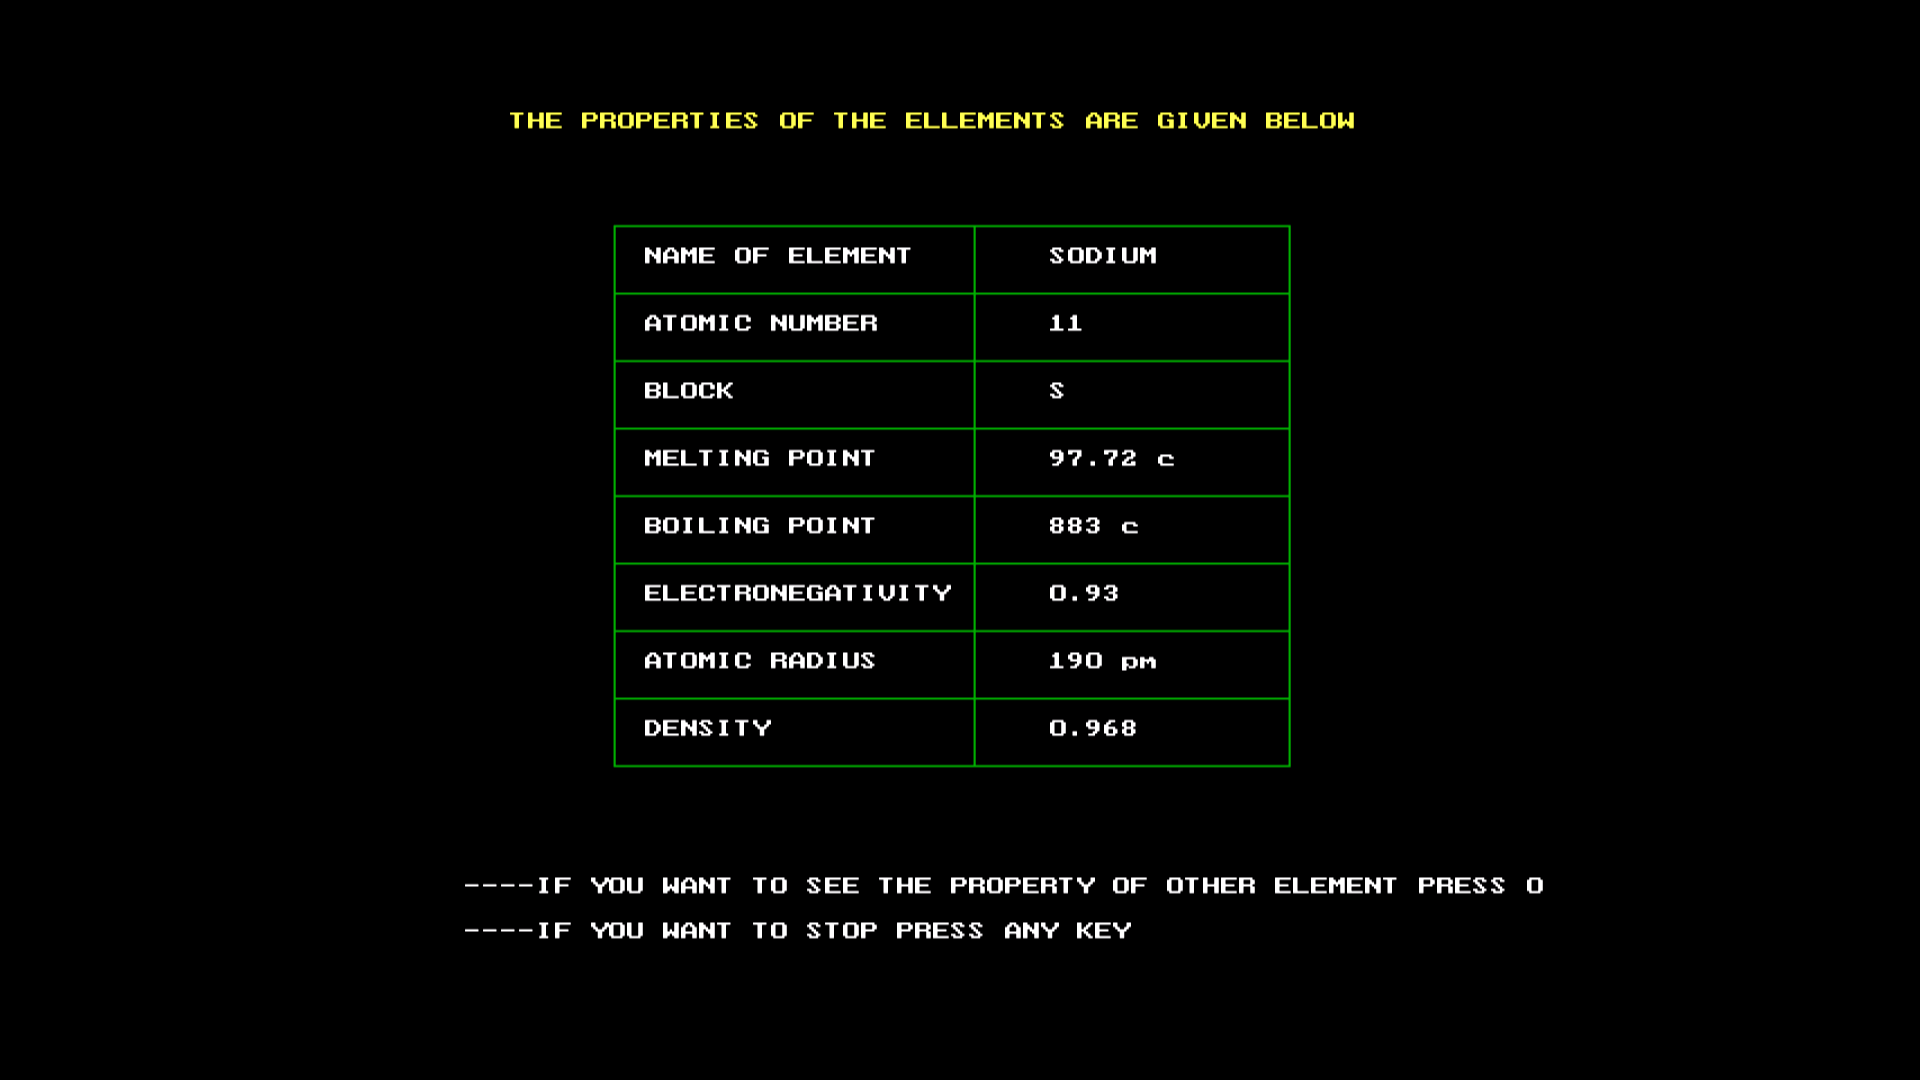 THE PROPERTIES OF THE ELLEMENTS ARE GIVEN BELOW
NAME OF ELEMENT SODIUM
ATOMIC NUMBER 11
BLOCK S
MELTING POINT 97.72 c
BOILING POINT 883 c
ELECTRONEGATIVITY 0.93
ATOMIC RADIUS 190 pm
DENSITY 0.968
----IF YOU WANT TO SEE THE PROPERTY OF OTHER ELEMENT PRESS 0
----IF YOU WANT TO STOP PRESS ANY KEY